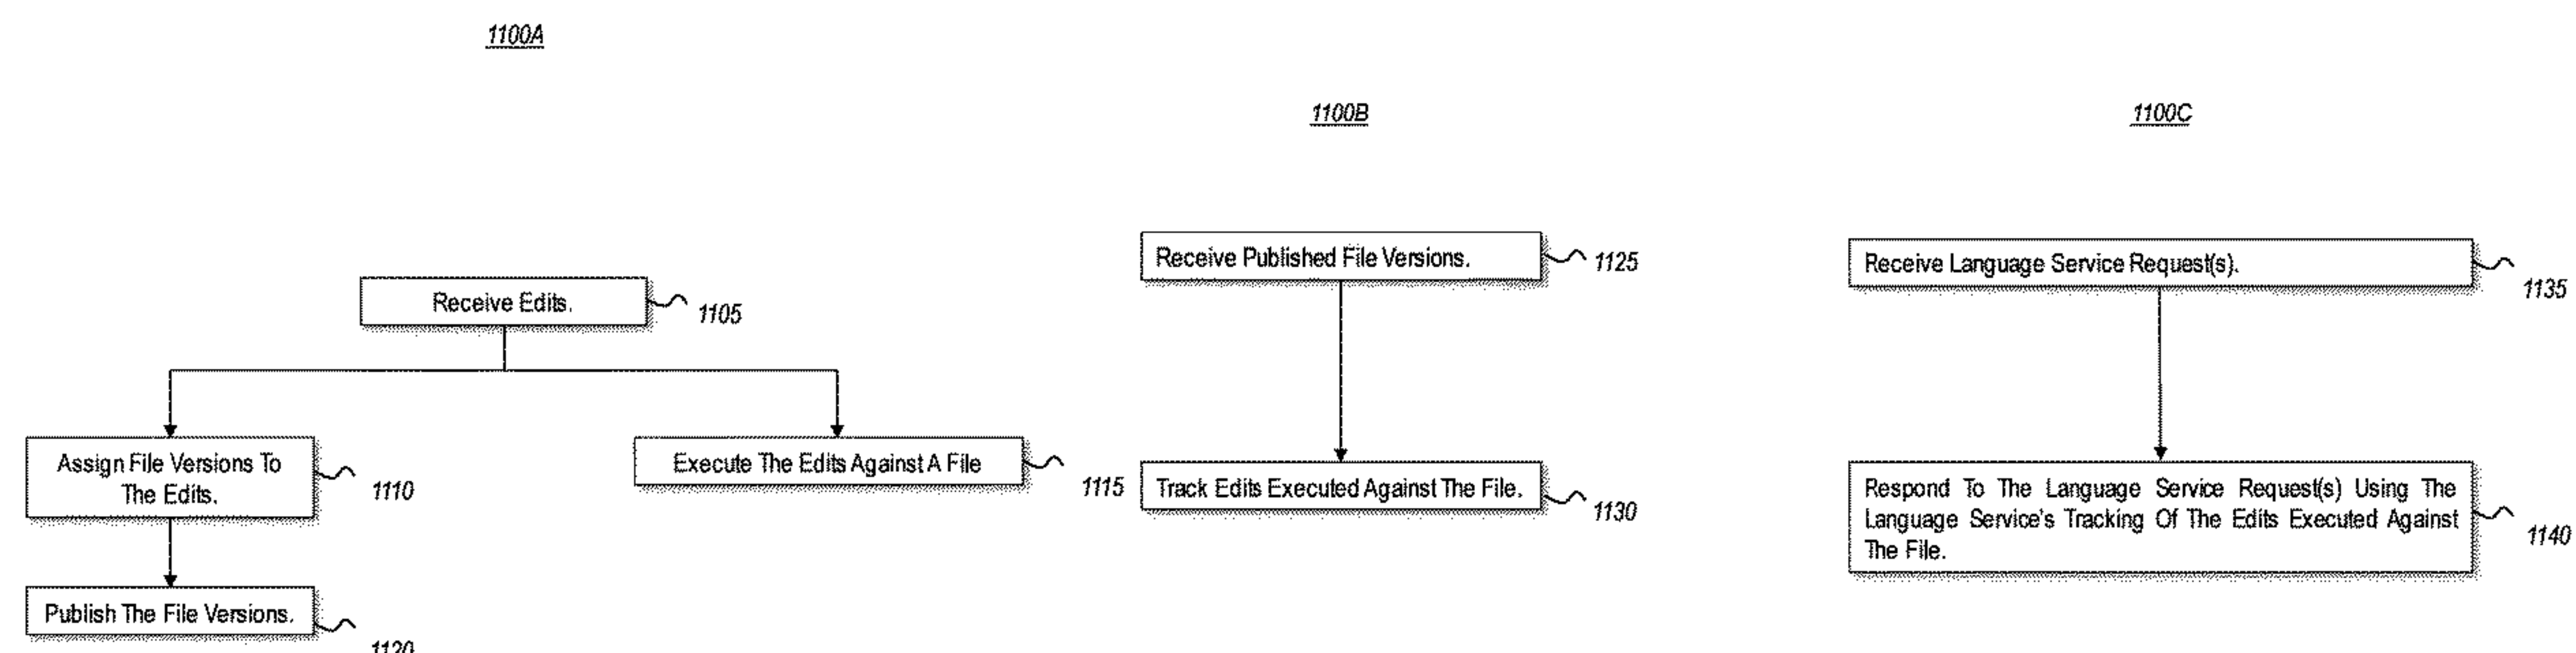 1100A
Receive Edits.
1105
Assign File Versions To
The Edits.
1110
Execute The Edits Against A File
1115
Publish The File Versions.
1120
1100B
Receive Published File Versions.
1125
Track Edits Executed Against The File.
1130
1100C
Receive Language Service Request(s).
1135
Respond To The Language Service Request(s) Using The
Language Service's Tracking Of The Edits Executed Against
The File.
1140